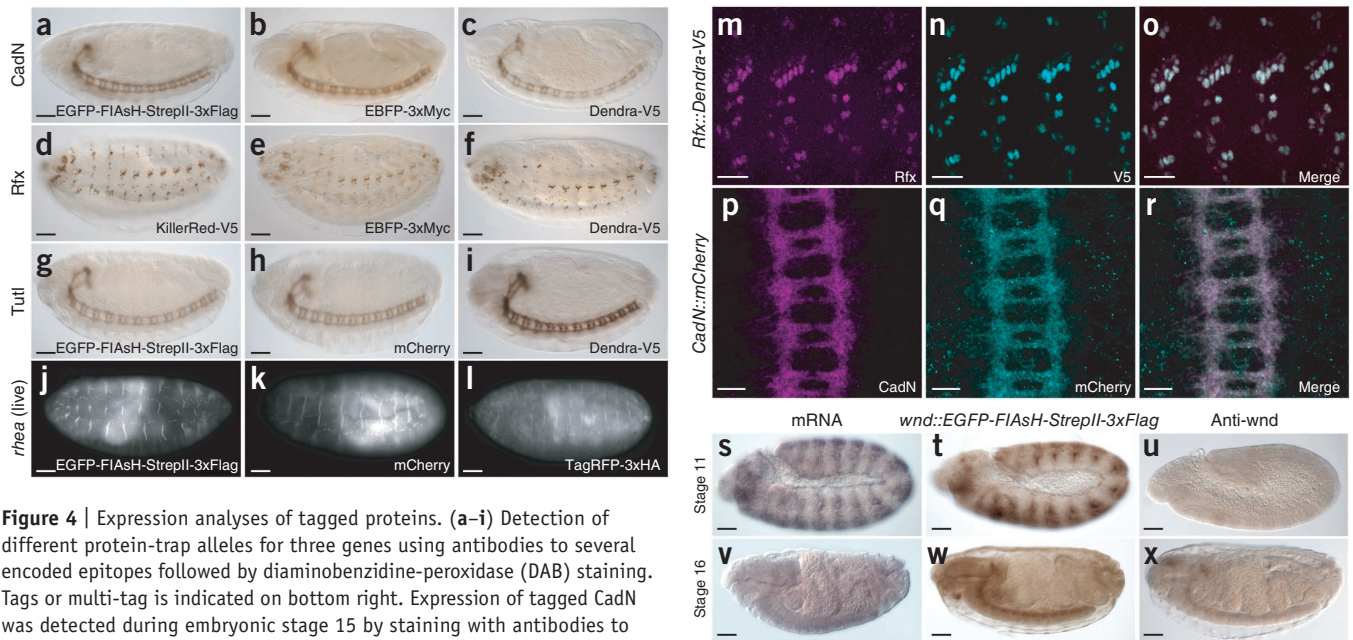 a
b
c
CadN
EGFP-FIAsH-StrepII-3xFlag
EBFP-3xMyc
Dendra-V5
d
e
f
Rfx
KillerRed-V5
EBFP-3xMyc
Dendra-V5
g
h
i
Tutl
EGFP-FIAsH-StrepII-3xFlag
mCherry
Dendra-V5
j
k
l
rhea (live)
EGFP-FIAsH-StrepII-3xFlag
mCherry
TagRFP-3xHA
Figure 4 | Expression analyses of tagged proteins. (a–i) Detection of
different protein-trap alleles for three genes using antibodies to several
encoded epitopes followed by diaminobenzidine-peroxidase (DAB) staining.
Tags or multi-tag is indicated on bottom right. Expression of tagged CadN
was detected during embryonic stage 15 by staining with antibodies to
m
n
o
Rfx::Dendra-V5
Rfx
V5
Merge
p
q
r
CadN::mCherry
CadN
mCherry
Merge
mRNA
wnd::EGFP-FIAsH-StrepII-3xFlag
Anti-wnd
s
t
u
Stage 11
v
w
x
Stage 16